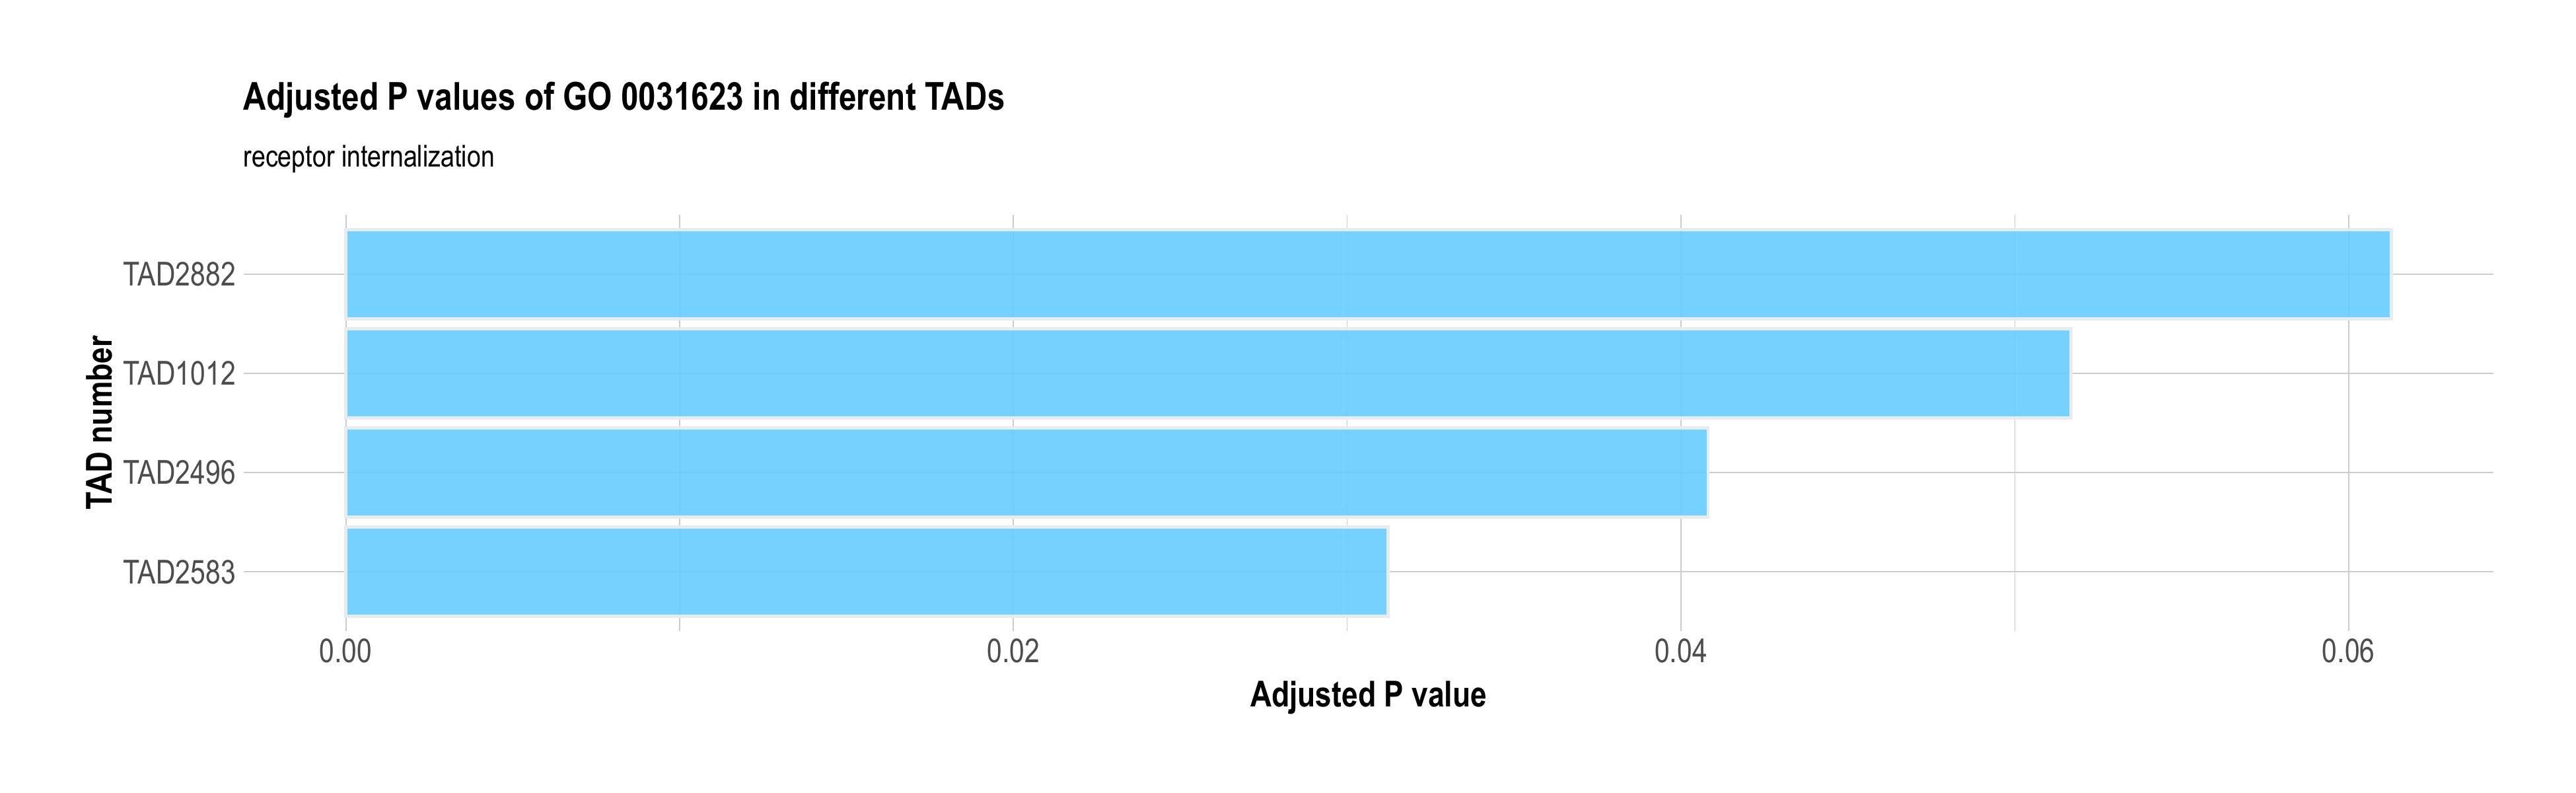 Adjusted P values of GO 0031623 in different TADs
receptor internalization
TAD number
TAD2882
TAD1012
TAD2496
TAD2583
0.00 0.02 0.04 0.06
Adjusted P value